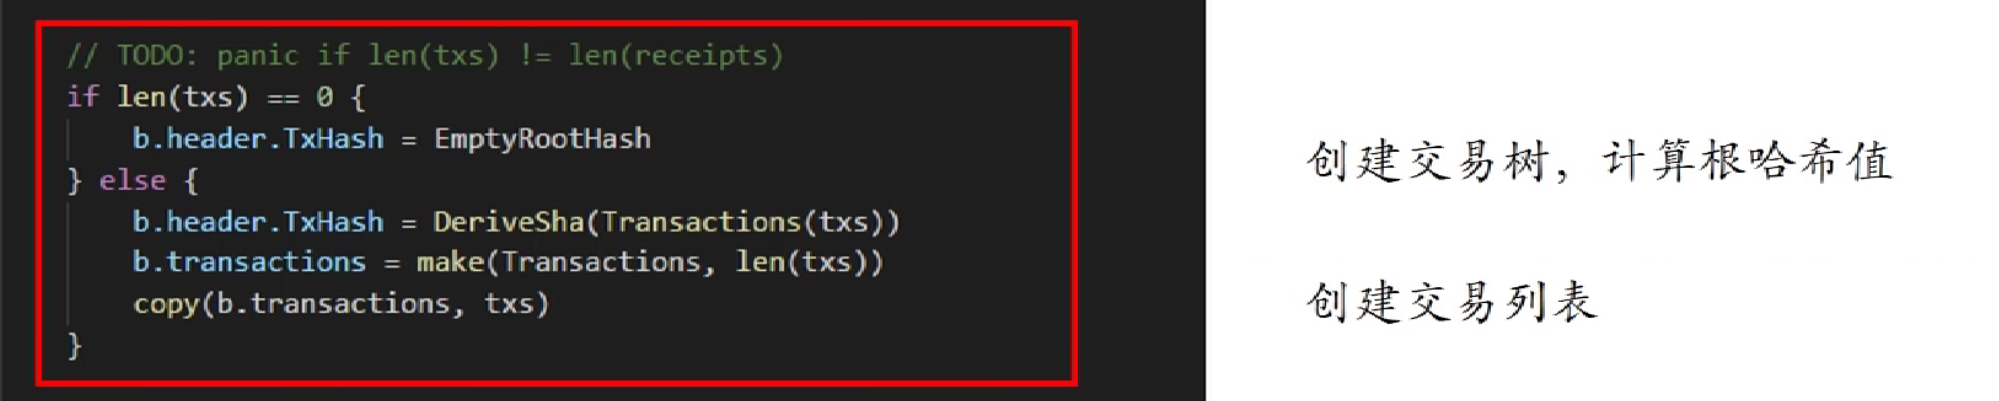 // TODO: panic if len(txs) != len(receipts)
if len(txs) == 0 {
    b.header.TxHash = EmptyRootHash
} else {
    b.header.TxHash = DeriveSha(Transactions(txs))
    b.transactions = make(Transactions, len(txs))
    copy(b.transactions, txs)
}
创建交易树，计算根哈希值
创建交易列表